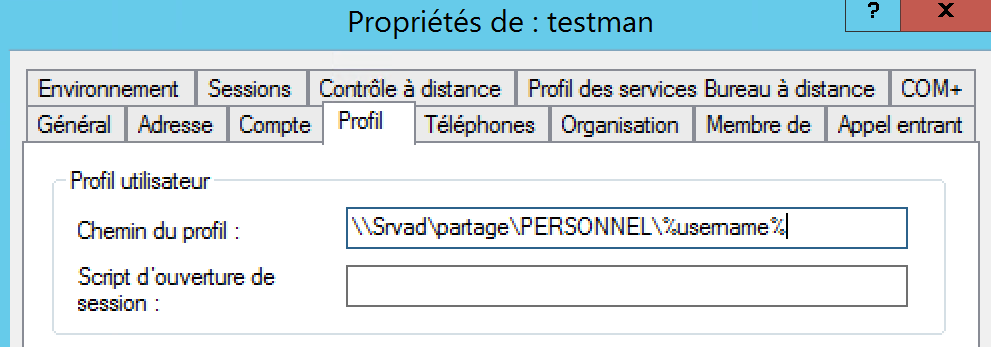 Propriétés de : testman
? x
Environnement Sessions Contrôle à distance Profil des services Bureau à distance COM+
Général Adresse Compte Profil Téléphones Organisation Membre de Appel entrant
Profil utilisateur
Chemin du profil : \\Srvad\partage\PERSONNEL\%username%
Script d'ouverture de
session :